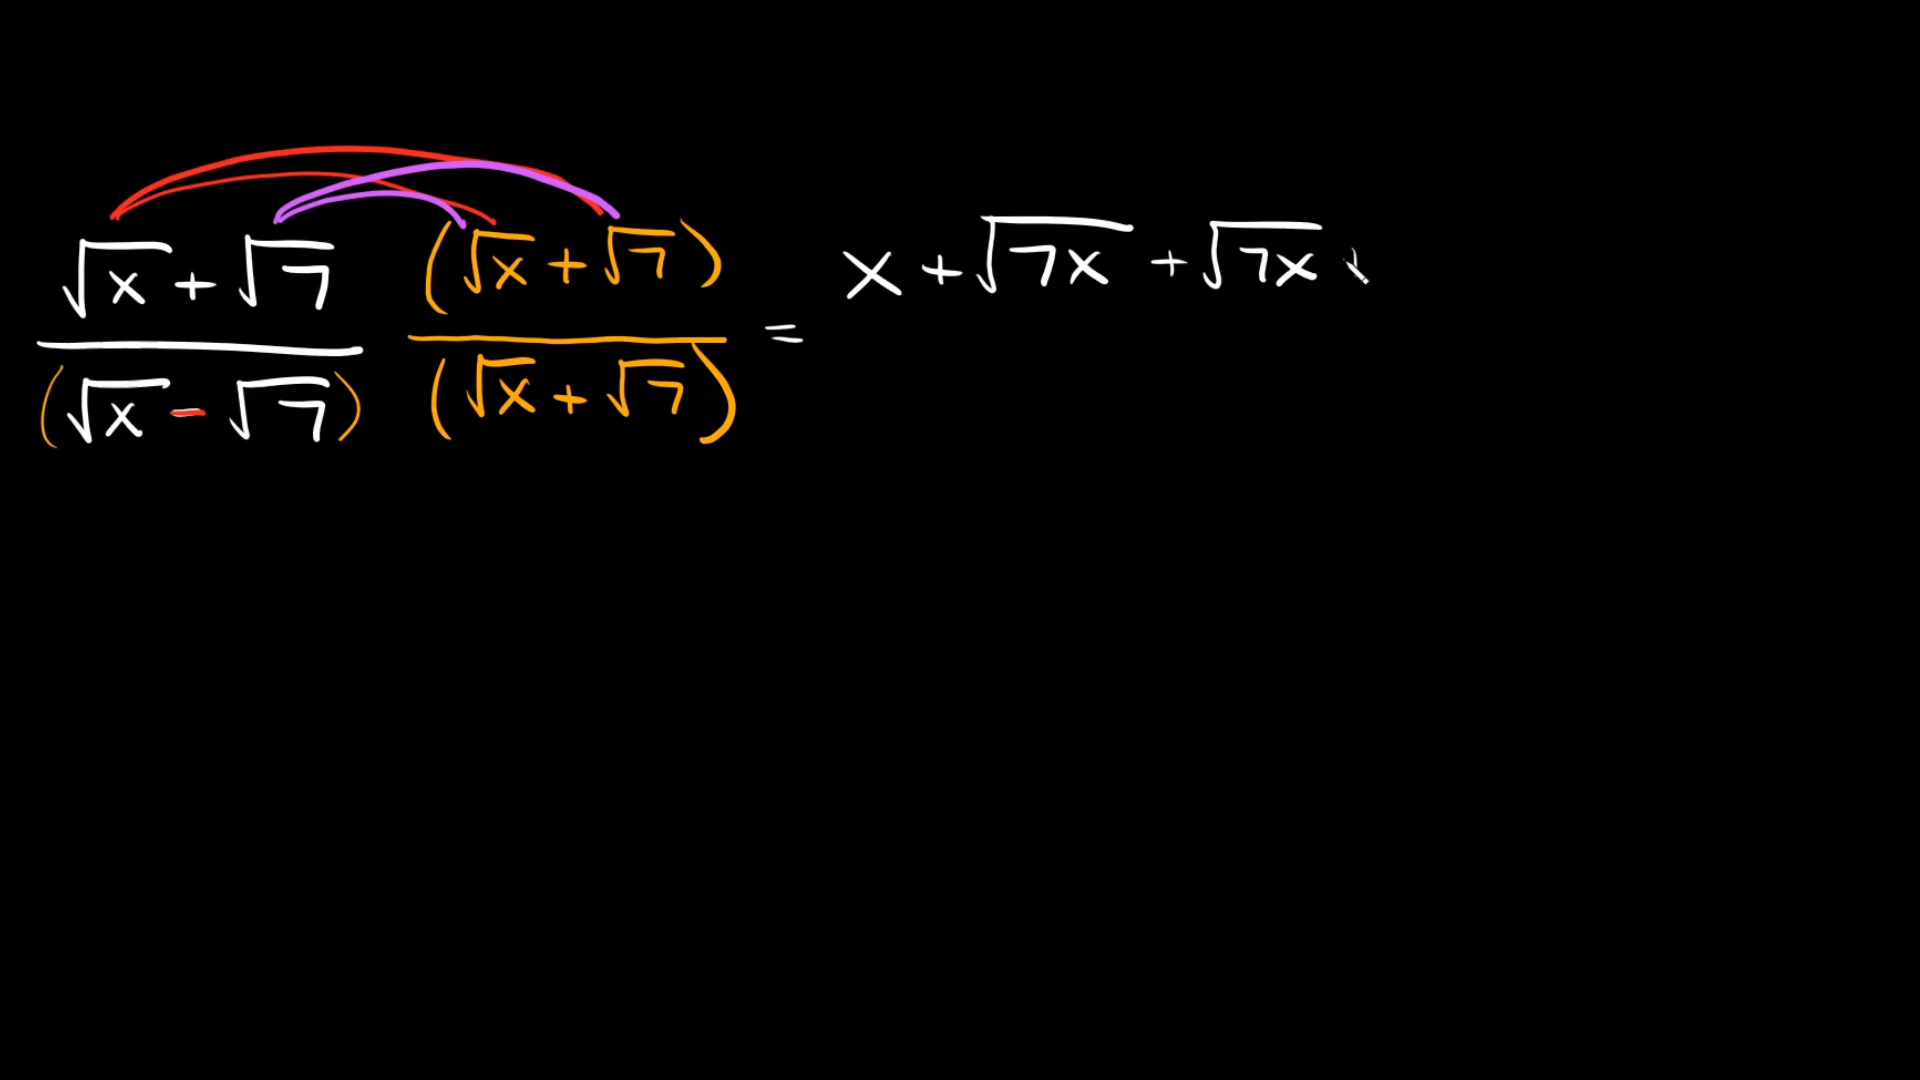 √x + √7 (√x + √7) = x + √7x + √7x
(√x - √7) (√x + √7)